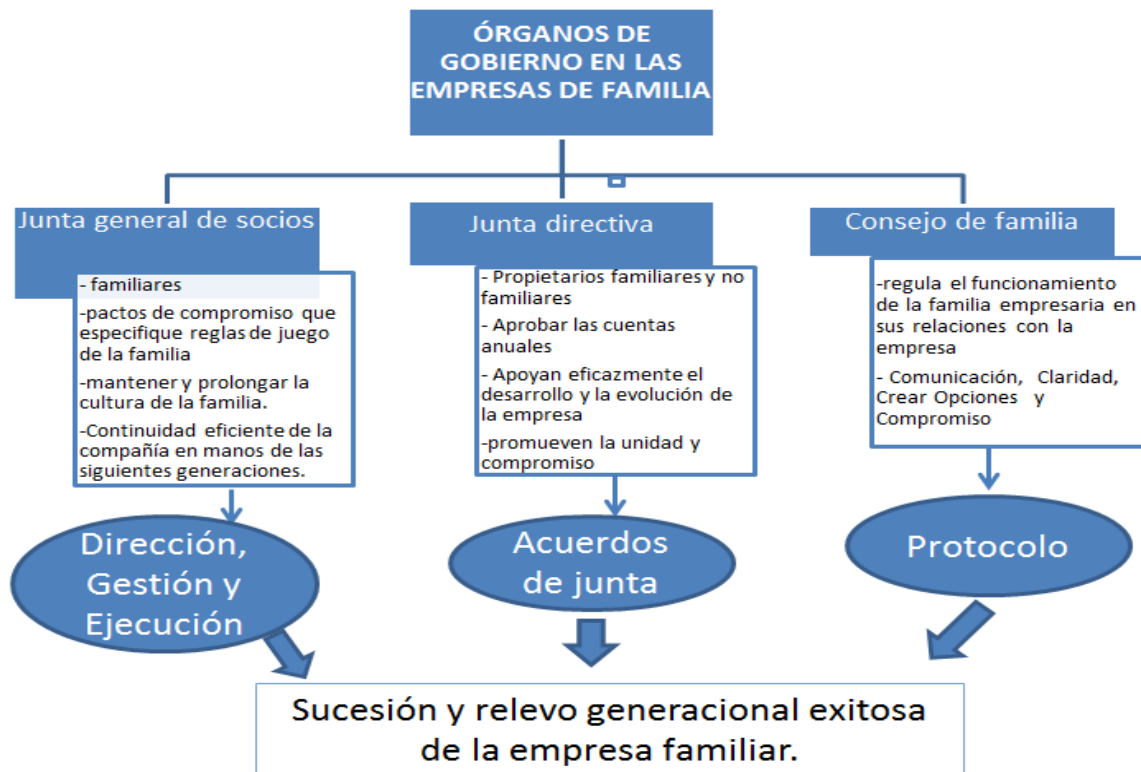 ÓRGANOS DE
GOBIERNO EN LAS
EMPRESAS DE FAMILIA
Junta general de socios
- familiares
-pactos de compromiso que
especifique reglas de juego
de la familia
-mantener y prolongar la
cultura de la familia.
-Continuidad eficiente de la
compañía en manos de las
siguientes generaciones.
Dirección,
Gestión y
Ejecución
Junta directiva
- Propietarios familiares y no
familiares
- Aprobar las cuentas
anuales
- Apoyan eficazmente el
desarrollo y la evolución de
la empresa
-promueven la unidad y
compromiso
Acuerdos
de junta
Consejo de familia
-regula el funcionamiento
de la familia empresaria en
sus relaciones con la
empresa
- Comunicación, Claridad,
Crear Opciones y
Compromiso
Protocolo
Sucesión y relevo generacional exitosa
de la empresa familiar.